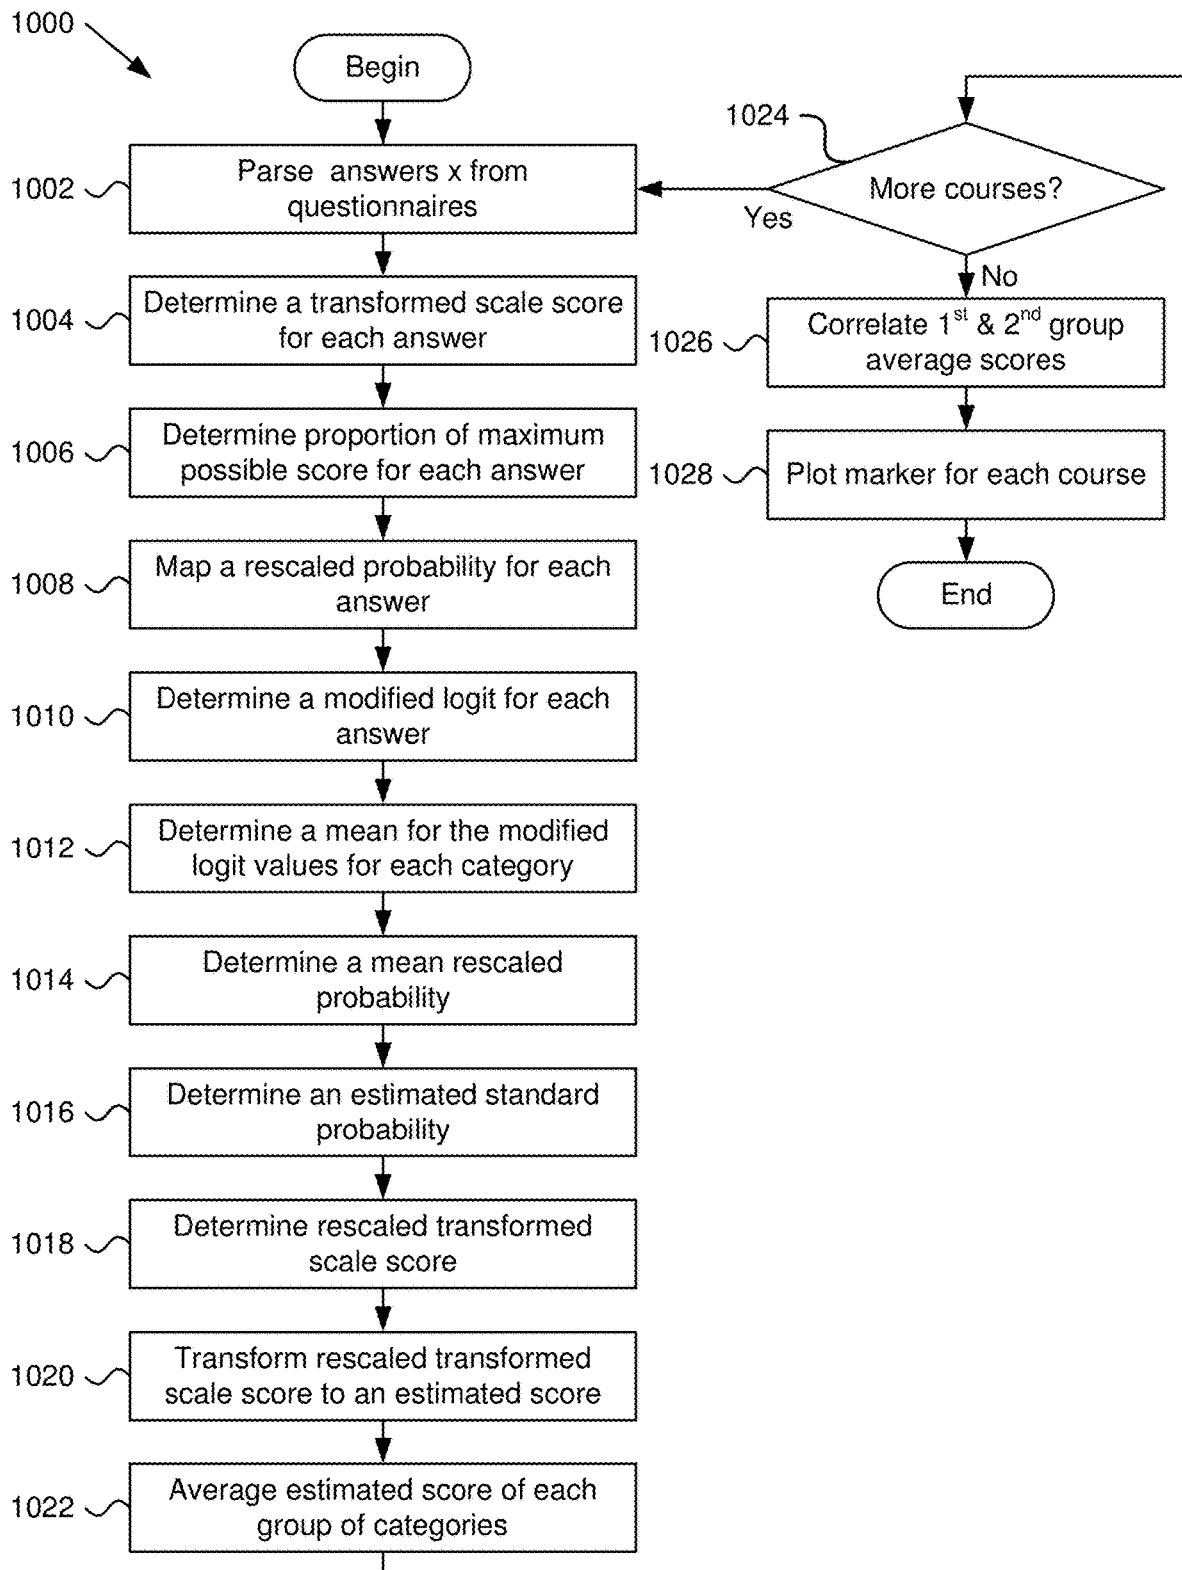 1000
Begin
1002
Parse answers x from
questionnaires
1004
Determine a transformed scale score
for each answer
1006
Determine proportion of maximum
possible score for each answer
1008
Map a rescaled probability for each
answer
1010
Determine a modified logit for each
answer
1012
Determine a mean for the modified
logit values for each category
1014
Determine a mean rescaled
probability
1016
Determine an estimated standard
probability
1018
Determine rescaled transformed
scale score
1020
Transform rescaled transformed
scale score to an estimated score
1022
Average estimated score of each
group of categories
1024
More courses?
Yes
No
1026
Correlate 1st & 2nd group
average scores
1028
Plot marker for each course
End